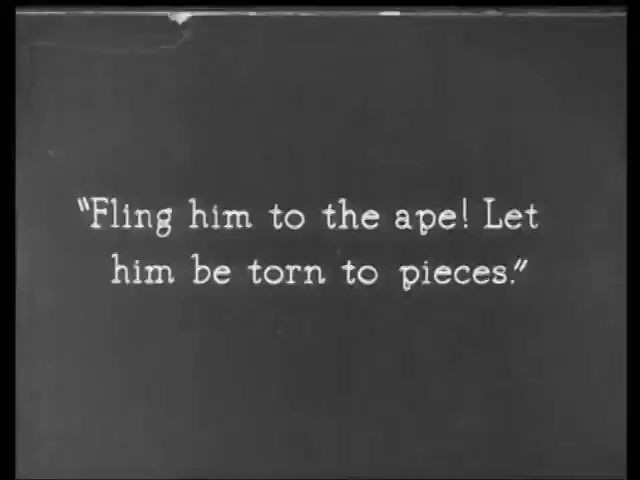 "Fling him to the ape! Let
him be torn to pieces."